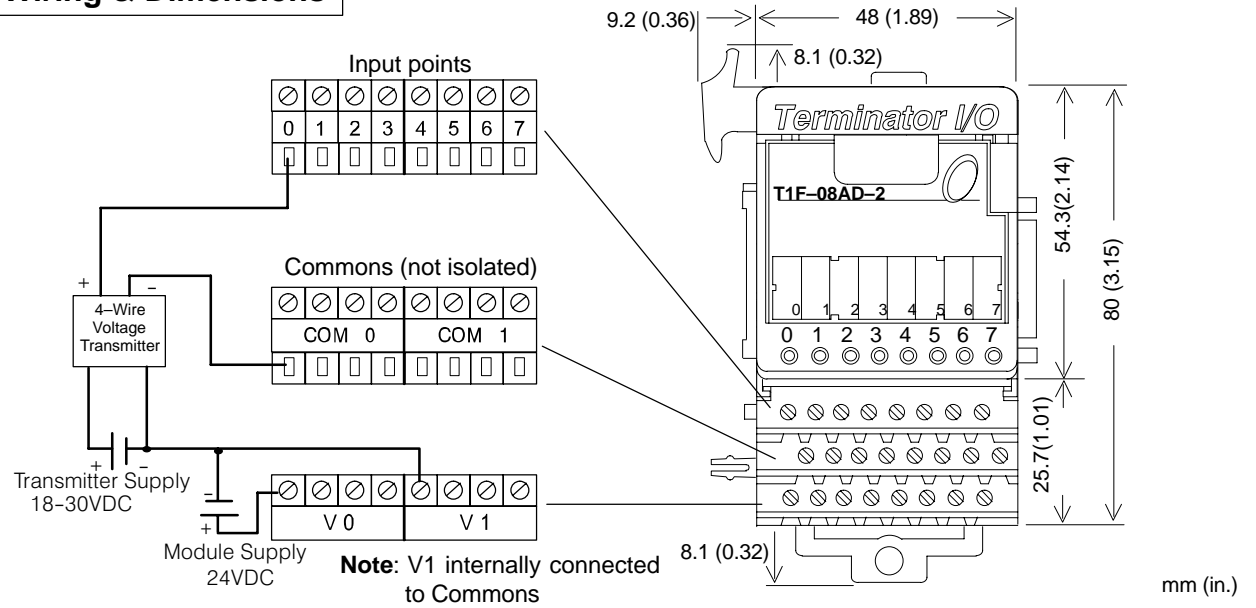 Wiring & Dimensions
9.2 (0.36)
48 (1.89)
8.1 (0.32)
Input points
0 1 2 3 4 5 6 7
Terminator I/O
T1F–08AD–2
54.3(2.14)
80 (3.15)
Commons (not isolated)
COM 0 COM 1
+ –
4–Wire
Voltage
Transmitter
0 1 2 3 4 5 6 7
0 1 2 3 4 5 6 7
25.7(1.01)
+ –
Transmitter Supply
18–30VDC
–
+
V 0 V 1
Module Supply
24VDC
Note: V1 internally connected
to Commons
8.1 (0.32)
mm (in.)